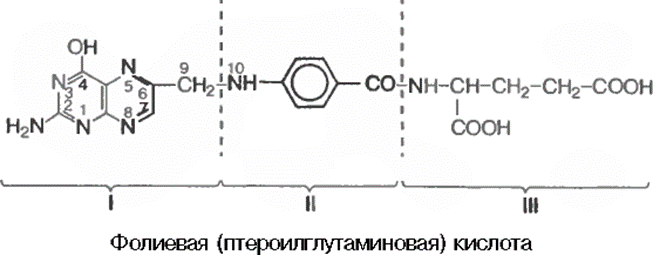 OH
N 4 N 5 9 10
3 6 CH₂ NH CO NH–CH–CH₂–CH₂–COOH
2 7
H₂N N 1 N 8 COOH
I II III
Фолиевая (птероилглутаминовая) кислота